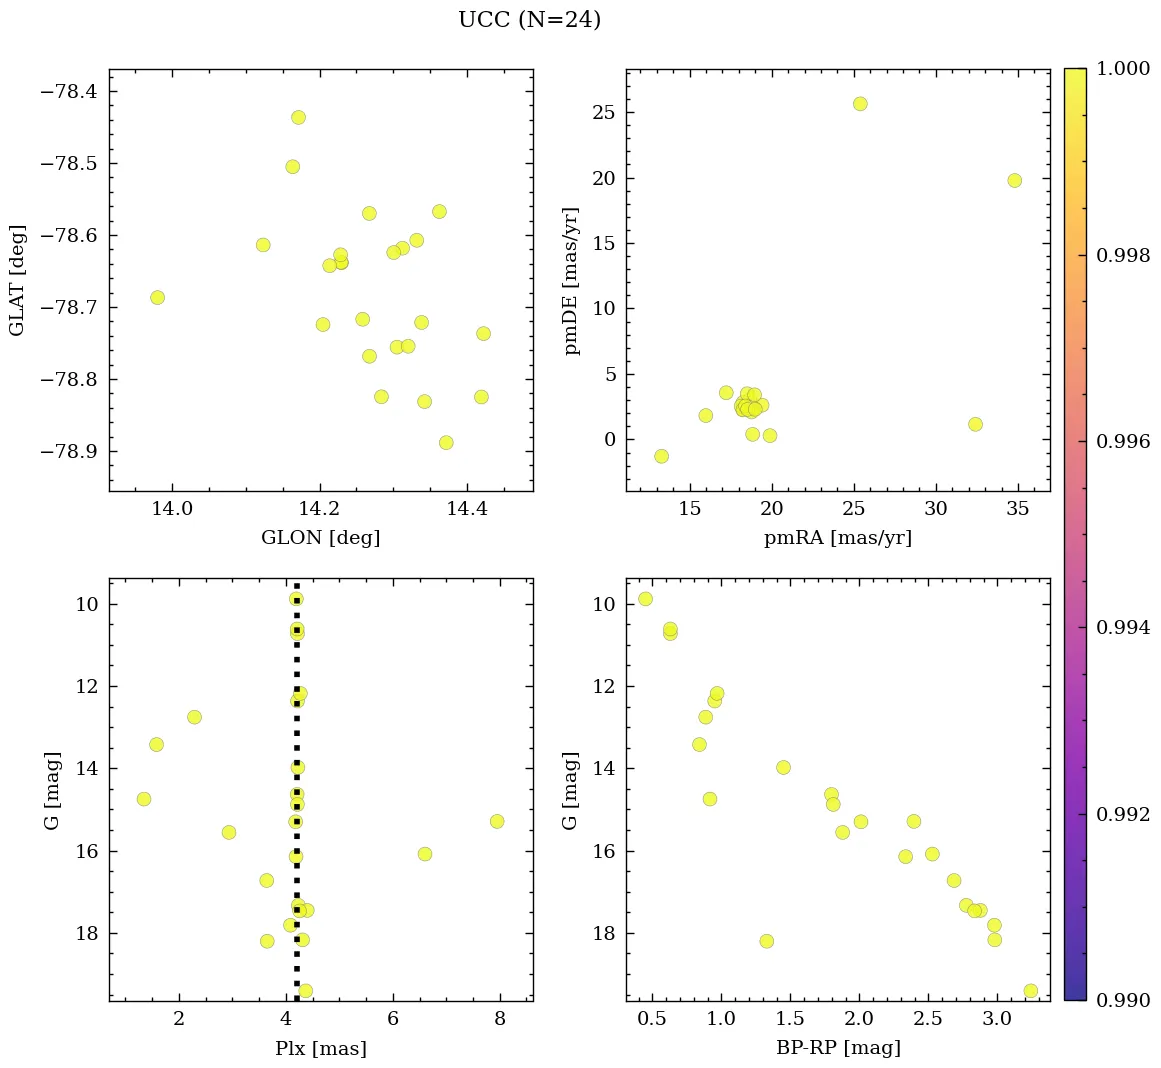 UCC (N=24)
−78.4
−78.5
−78.6
−78.7
−78.8
−78.9
GLAT [deg]
14.0 14.2 14.4
GLON [deg]
25
20
15
10
5
0
pmDE [mas/yr]
15 20 25 30 35
pmRA [mas/yr]
1.000
0.998
0.996
0.994
0.992
0.990
10
12
14
16
18
G [mag]
2 4 6 8
Plx [mas]
10
12
14
16
18
G [mag]
0.5 1.0 1.5 2.0 2.5 3.0
BP-RP [mag]